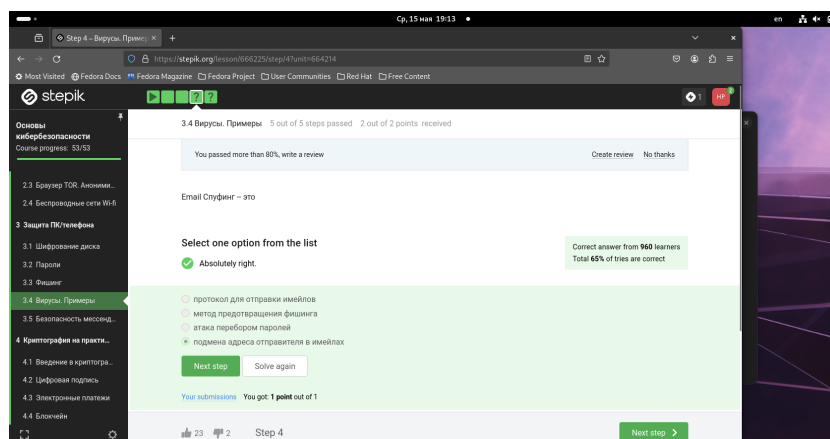 Ср, 15 мая 19:13
en
Step 4 – Вирусы. Пример
https://stepik.org/lesson/666225/step/4?unit=664214
Most Visited Fedora Docs Fedora Magazine Fedora Project User Communities Red Hat Free Content
stepik
? ?
1
HP
Основы
кибербезопасности
Course progress: 53/53
3.4 Вирусы. Примеры 5 out of 5 steps passed 2 out of 2 points received
You passed more than 80%, write a review
Create review No thanks
2.3 Браузер TOR. Аноними...
2.4 Беспроводные сети Wi-fi
3 Защита ПК/телефона
3.1 Шифрование диска
3.2 Пароли
3.3 Фишинг
3.4 Вирусы. Примеры
3.5 Безопасность мессенд...
4 Криптография на практи...
4.1 Введение в криптогра...
4.2 Цифровая подпись
4.3 Электронные платежи
4.4 Блокчейн
Email Спуфинг – это
Select one option from the list
Absolutely right.
Correct answer from 960 learners
Total 65% of tries are correct
протокол для отправки имейлов
метод предотвращения фишинга
атака перебором паролей
подмена адреса отправителя в имейлах
Next step
Solve again
Your submissions You got: 1 point out of 1
23 2 Step 4
Next step